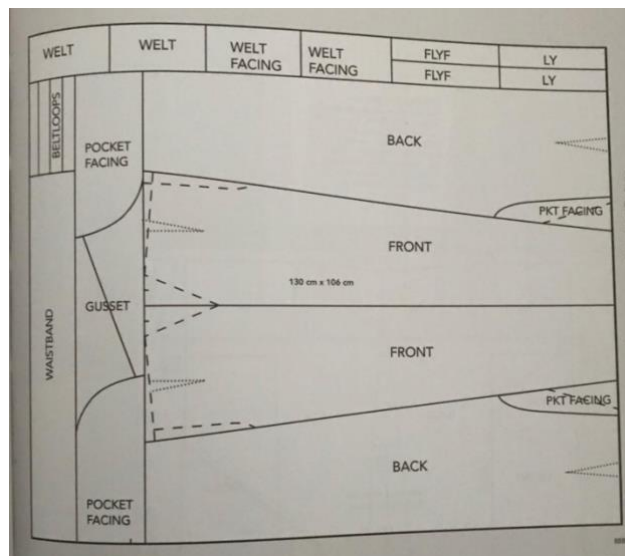 WELT
WELT
WELT
FACING
WELT
FACING
FLYF
LY
FLYF
LY
BELTLOOPS
POCKET
FACING
BACK
PKT FACING
FRONT
130 cm x 106 cm
GUSSET
WAISTBAND
FRONT
PKT FACING
BACK
POCKET
FACING